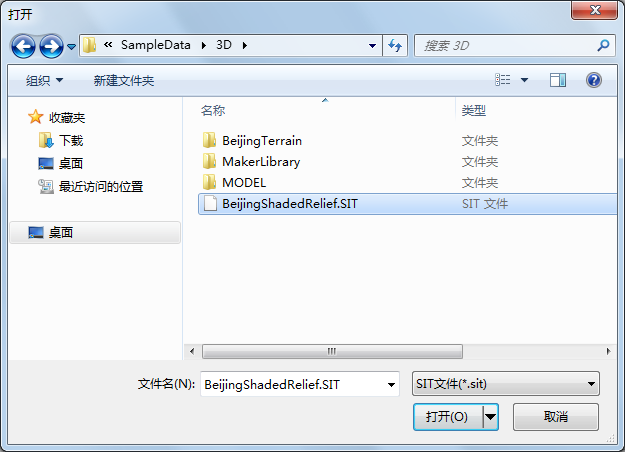 打开
« SampleData 3D
搜索 3D
组织 新建文件夹
名称 类型
收藏夹
下载
桌面
最近访问的位置
桌面
BeijingTerrain 文件夹
MakerLibrary 文件夹
MODEL 文件夹
BeijingShadedRelief.SIT SIT 文件
文件名(N): BeijingShadedRelief.SIT SIT文件(*.sit)
打开(O) 取消